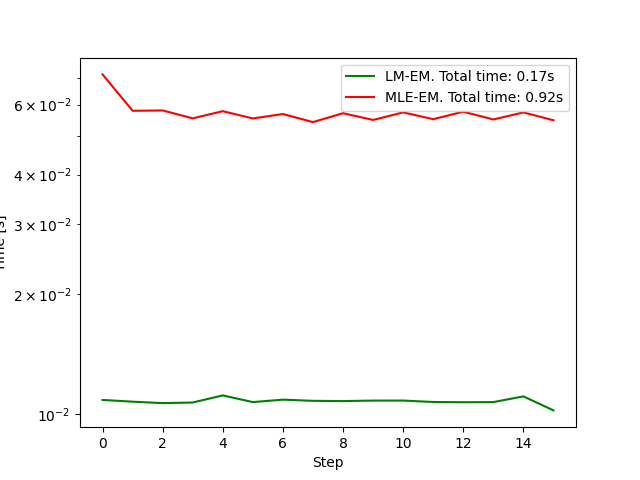 LM-EM. Total time: 0.17s
MLE-EM. Total time: 0.92s
6 × 10⁻²
4 × 10⁻²
3 × 10⁻²
2 × 10⁻²
10⁻²
[s]
0 2 4 6 8 10 12 14
Step